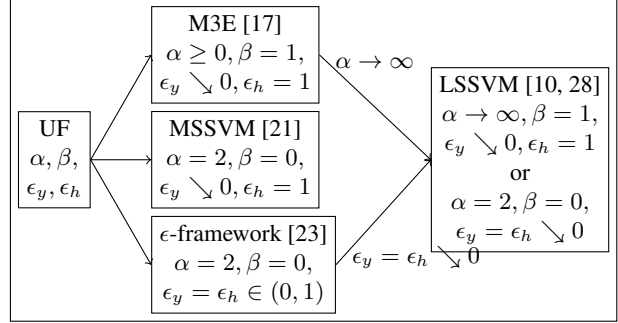 UF
α, β,
ϵ_y, ϵ_h
M3E [17]
α ≥ 0, β = 1,
ϵ_y ↘ 0, ϵ_h = 1
MSSVM [21]
α = 2, β = 0,
ϵ_y ↘ 0, ϵ_h = 1
ϵ-framework [23]
α = 2, β = 0,
ϵ_y = ϵ_h ∈ (0, 1)
α → ∞
ϵ_y = ϵ_h ↘ 0
LSSVM [10, 28]
α → ∞, β = 1,
ϵ_y ↘ 0, ϵ_h = 1
or
α = 2, β = 0,
ϵ_y = ϵ_h ↘ 0